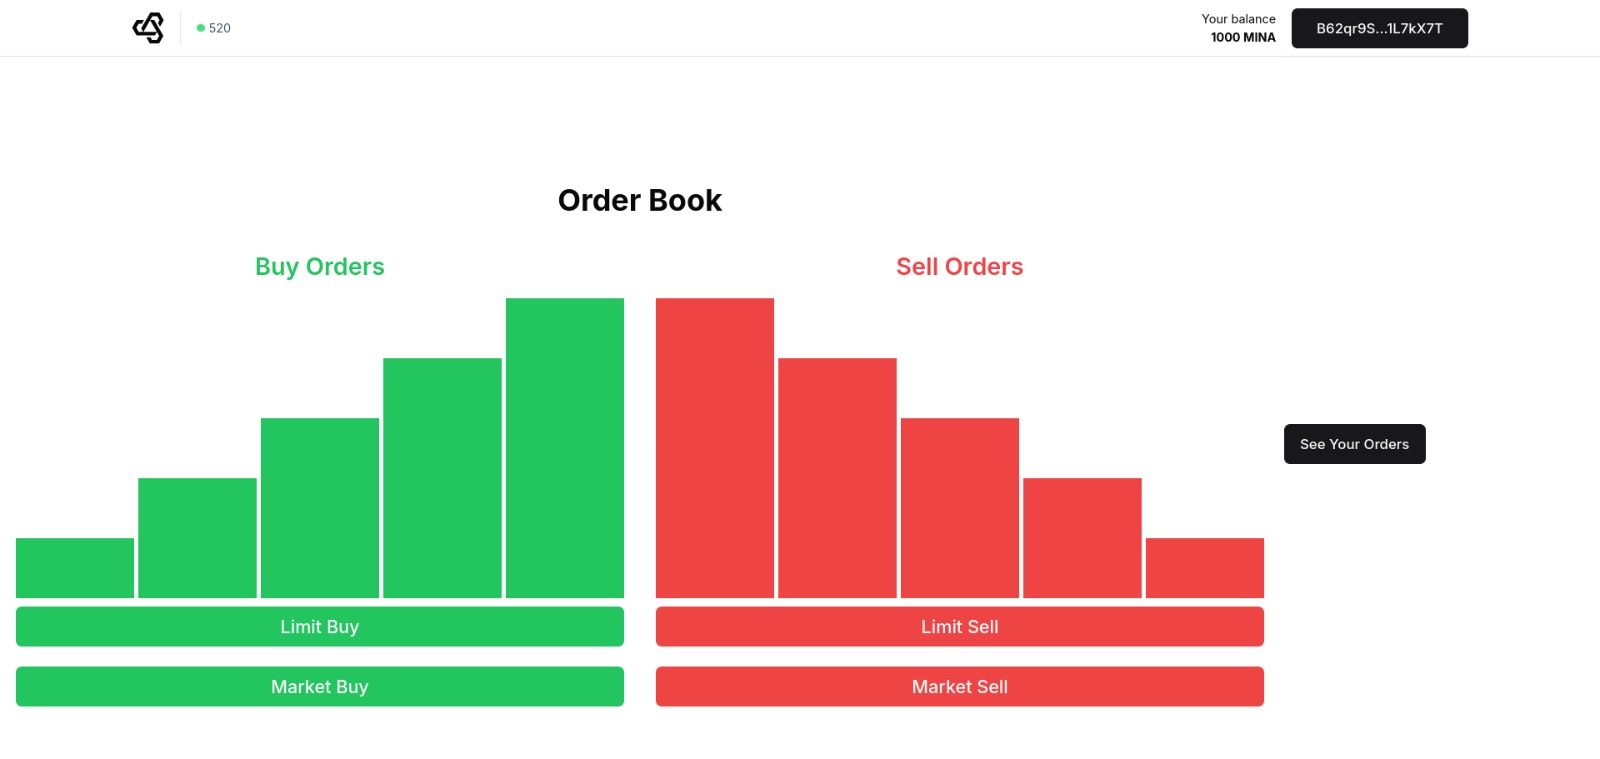 520
Your balance
1000 MINA
B62qr9S...1L7kX7T
Order Book
Buy Orders
Sell Orders
See Your Orders
Limit Buy
Limit Sell
Market Buy
Market Sell